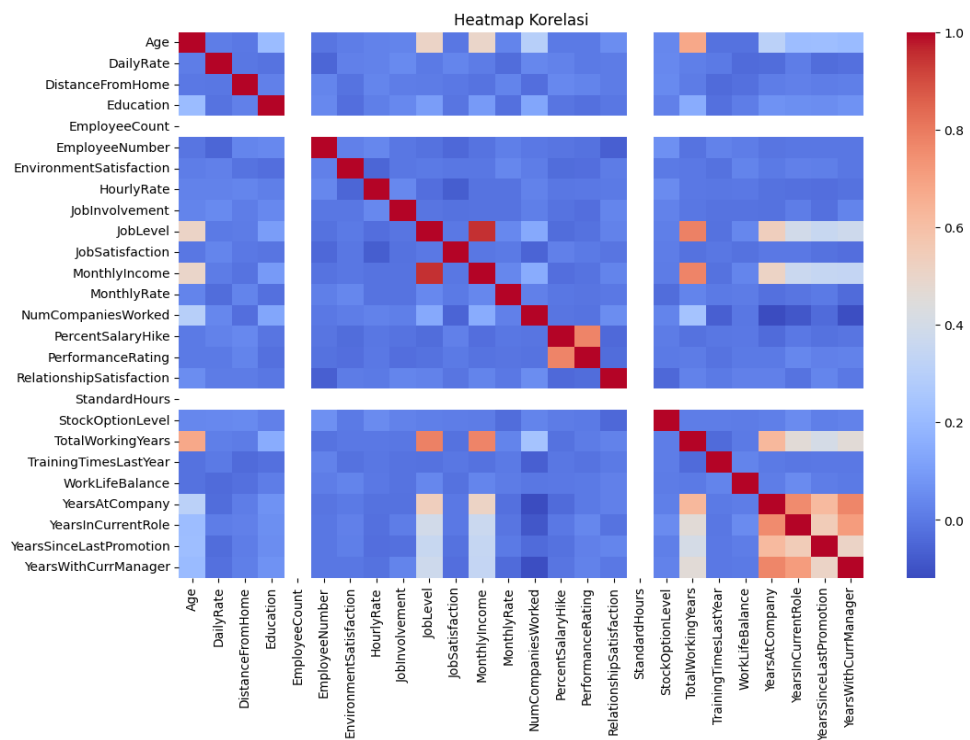 Heatmap Korelasi
Age
DailyRate
DistanceFromHome
Education
EmployeeCount
EmployeeNumber
EnvironmentSatisfaction
HourlyRate
JobInvolvement
JobLevel
JobSatisfaction
MonthlyIncome
MonthlyRate
NumCompaniesWorked
PercentSalaryHike
PerformanceRating
RelationshipSatisfaction
StandardHours
StockOptionLevel
TotalWorkingYears
TrainingTimesLastYear
WorkLifeBalance
YearsAtCompany
YearsInCurrentRole
YearsSinceLastPromotion
YearsWithCurrManager
Age
DailyRate
DistanceFromHome
Education
EmployeeCount
EmployeeNumber
EnvironmentSatisfaction
HourlyRate
JobInvolvement
JobLevel
JobSatisfaction
MonthlyIncome
MonthlyRate
NumCompaniesWorked
PercentSalaryHike
PerformanceRating
RelationshipSatisfaction
StandardHours
StockOptionLevel
TotalWorkingYears
TrainingTimesLastYear
WorkLifeBalance
YearsAtCompany
YearsInCurrentRole
YearsSinceLastPromotion
YearsWithCurrManager
1.0
0.8
0.6
0.4
0.2
0.0